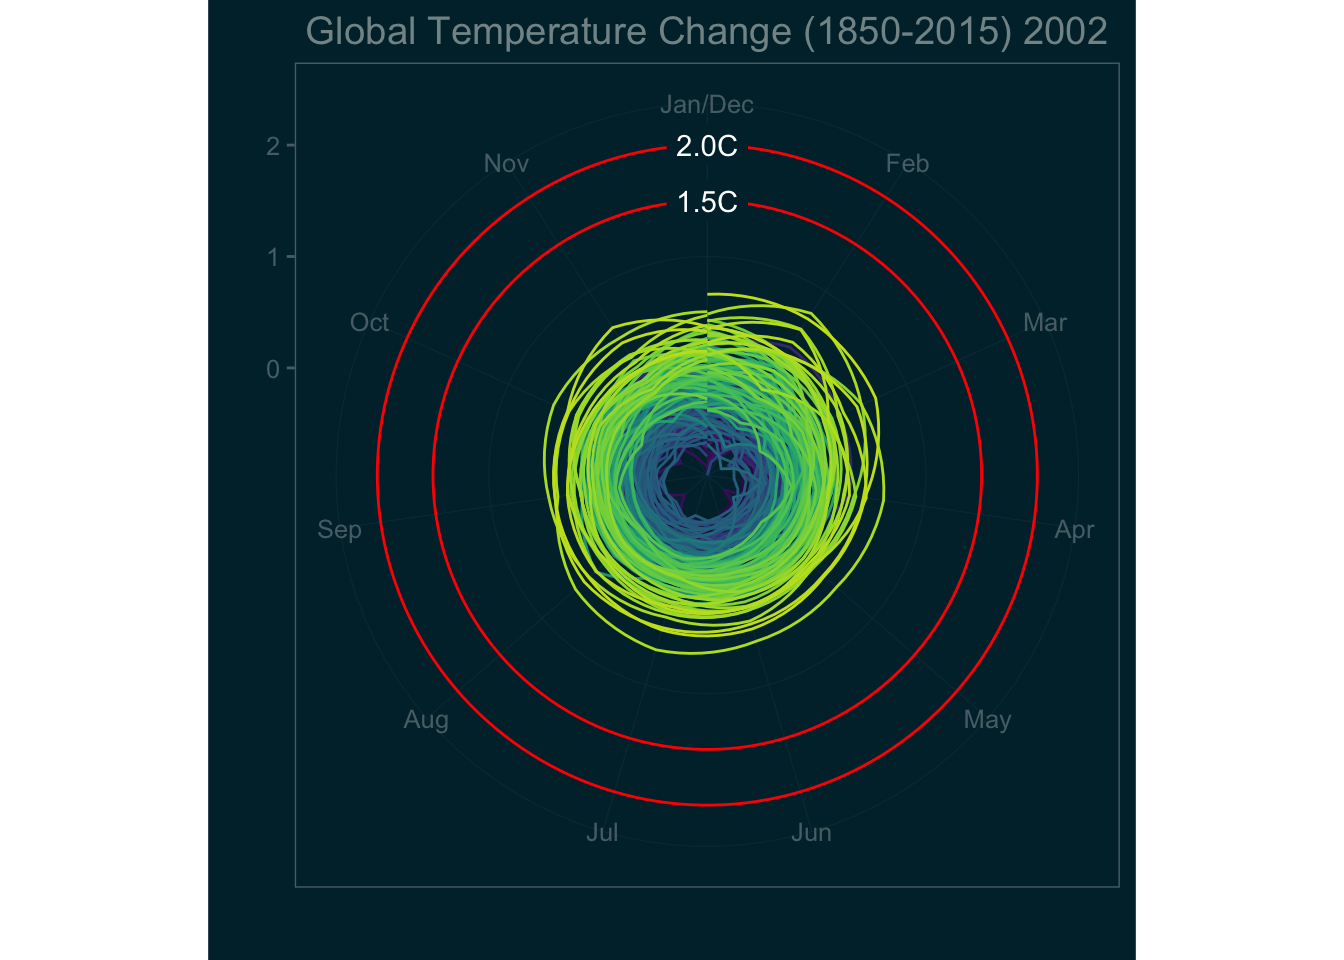 Global Temperature Change (1850-2015) 2002
Jan/Dec
2
2.0C
Nov
Feb
1.5C
1
Oct
Mar
0
Sep
Apr
Aug
May
Jul
Jun